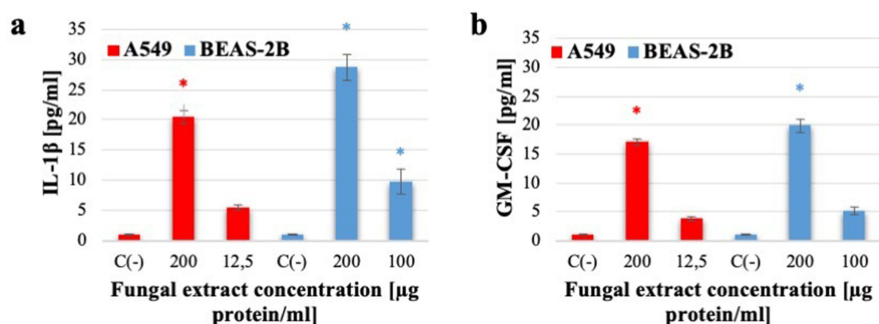 a
35
30
25
20
15
10
5
0
IL-1β [pg/ml]
A549 BEAS-2B
*
*
*
C(-) 200 12,5 C(-) 200 100
Fungal extract concentration [µg
protein/ml]
b
35
30
25
20
15
10
5
0
GM-CSF [pg/ml]
A549 BEAS-2B
*
*
C(-) 200 12,5 C(-) 200 100
Fungal extract concentration [µg
protein/ml]